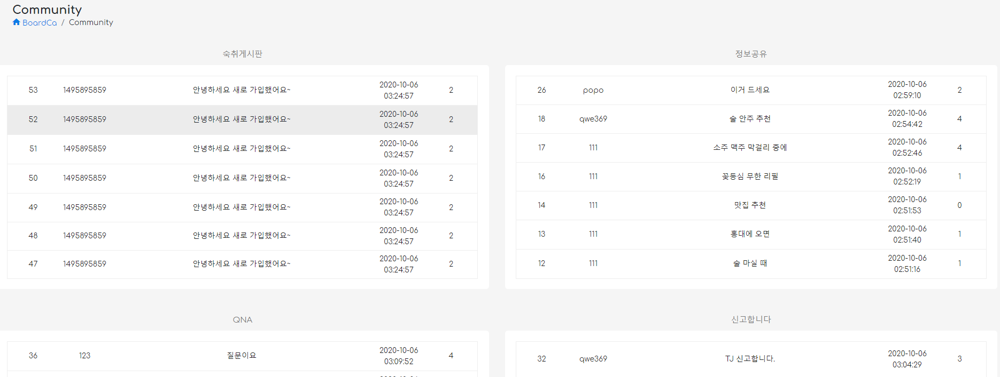 Community
BoardCa / Community
숙취게시판
53 1495895859 안녕하세요 새로 가입했어요~ 2020-10-06 03:24:57 2
52 1495895859 안녕하세요 새로 가입했어요~ 2020-10-06 03:24:57 2
51 1495895859 안녕하세요 새로 가입했어요~ 2020-10-06 03:24:57 2
50 1495895859 안녕하세요 새로 가입했어요~ 2020-10-06 03:24:57 2
49 1495895859 안녕하세요 새로 가입했어요~ 2020-10-06 03:24:57 2
48 1495895859 안녕하세요 새로 가입했어요~ 2020-10-06 03:24:57 2
47 1495895859 안녕하세요 새로 가입했어요~ 2020-10-06 03:24:57 2
정보공유
26 popo 이거 드세요 2020-10-06 02:59:10 2
18 qwe369 술 안주 추천 2020-10-06 02:54:42 4
17 111 소주 맥주 막걸리 중에 2020-10-06 02:52:46 4
16 111 꽃등심 무한 리필 2020-10-06 02:52:19 1
14 111 맛집 추천 2020-10-06 02:51:53 0
13 111 홍대에 오면 2020-10-06 02:51:40 1
12 111 술 마실 때 2020-10-06 02:51:16 1
QNA
36 123 질문이요 2020-10-06 03:09:52 4
신고합니다
32 qwe369 TJ 신고합니다. 2020-10-06 03:04:29 3